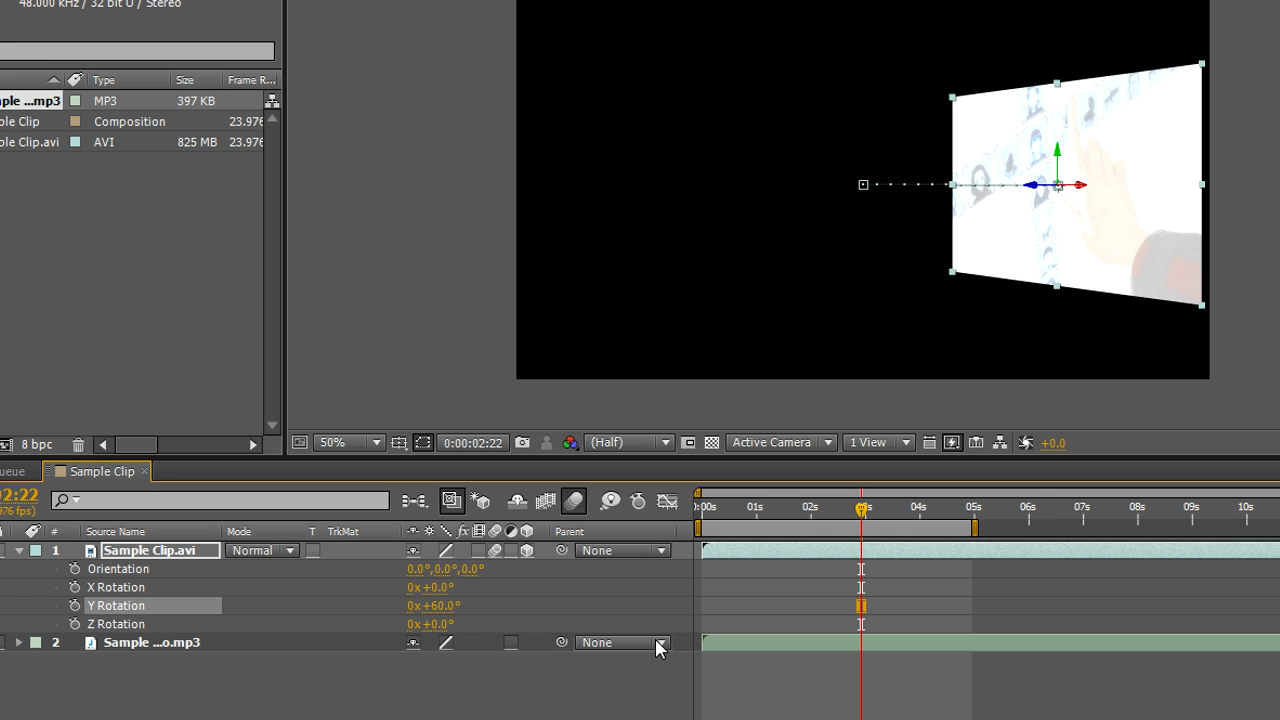 48.000 kHz / 32 bit U / Stereo
Type Size Frame R...
ple ...mp3 MP3 397 KB
ple Clip Composition 23.976
ple Clip.avi AVI 825 MB 23.976
8 bpc
50% 0:00:02:22 (Half) Active Camera 1 View +0.0
ueue Sample Clip ×
02:22
976 fps)
# Source Name Mode T TrkMat fx Parent
:00s 01s 02s 04s 05s 06s 07s 08s 09s 10s
1 Sample Clip.avi Normal None
Orientation 0.0°,0.0°,0.0°
X Rotation 0x+0.0°
Y Rotation 0x+60.0°
Z Rotation 0x+0.0°
2 Sample ...o.mp3 None